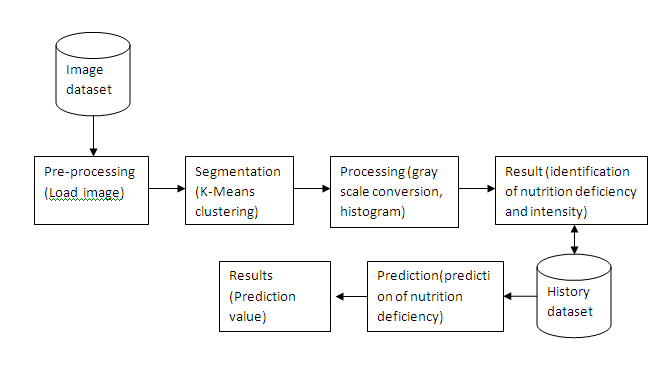 Image
dataset
Pre-processing
(Load image)
Segmentation
(K-Means
clustering)
Processing (gray
scale conversion,
histogram)
Result (identification
of nutrition deficiency
and intensity)
Results
(Prediction
value)
Prediction(predicti
on of nutrition
deficiency)
History
dataset